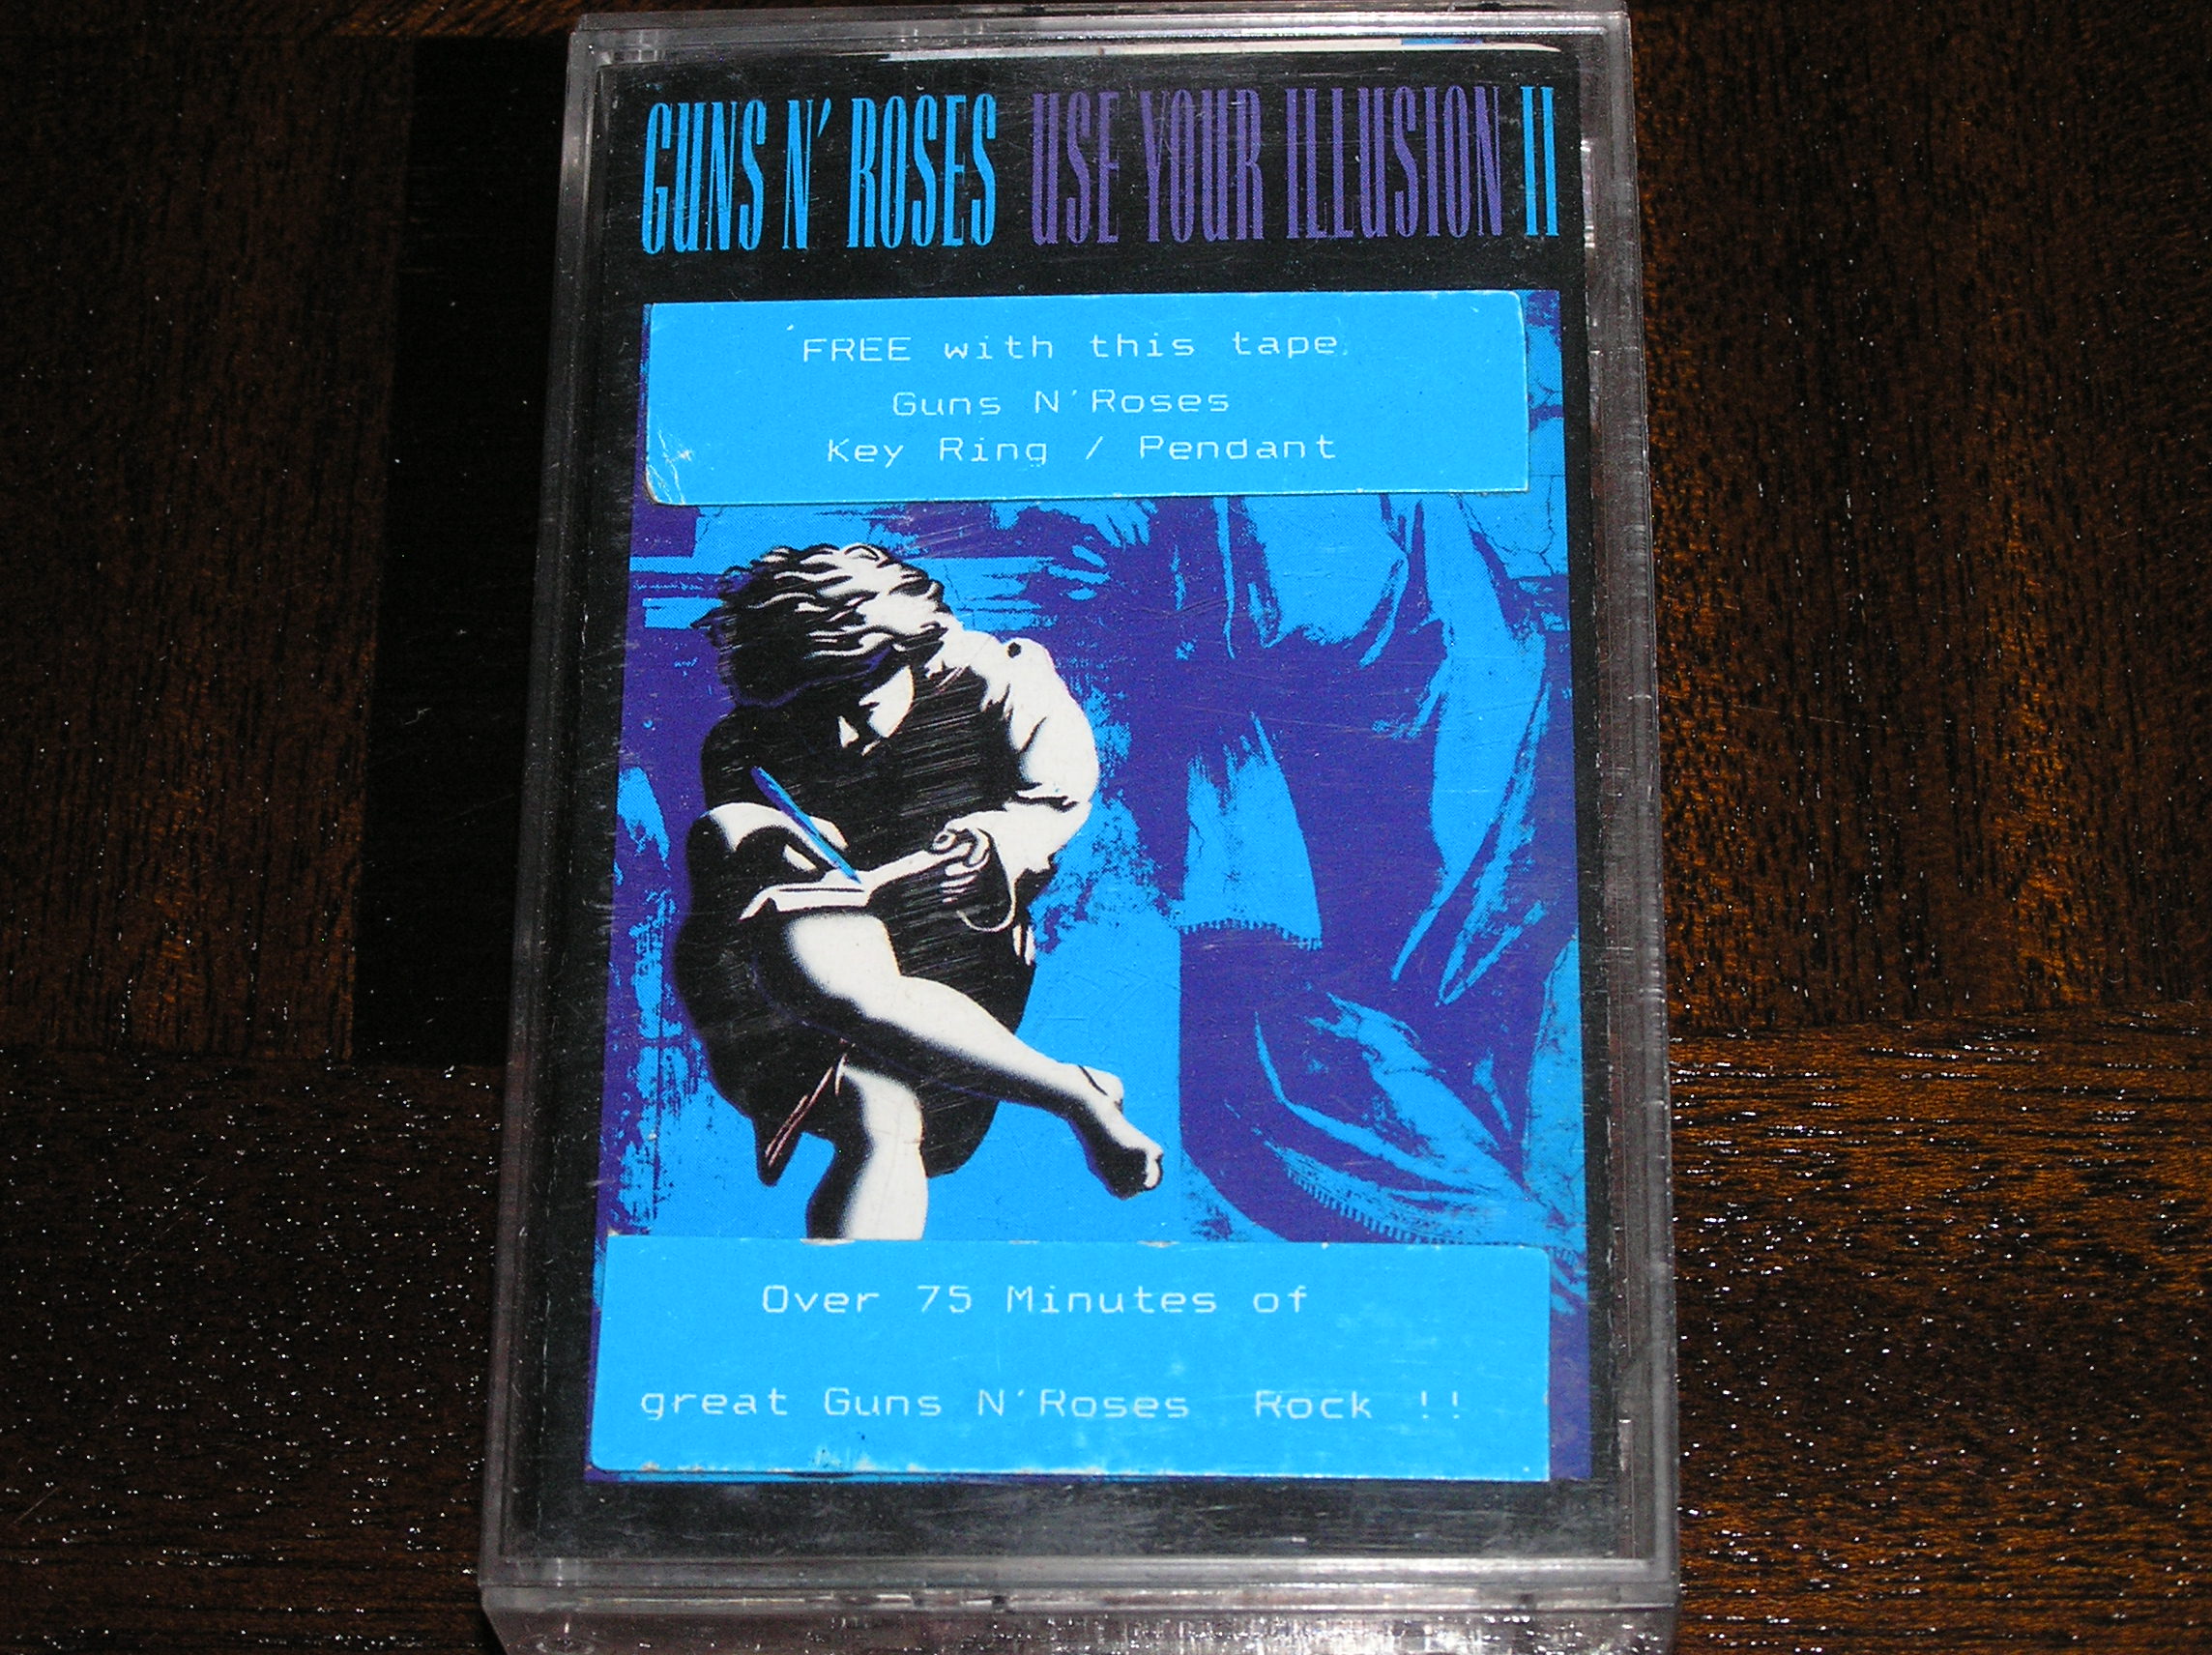 GUNS N' ROSES USE YOUR ILLUSION II
FREE with this tape.
Guns N'Roses
Key Ring / Pendant
Over 75 Minutes of
great Guns N'Roses Rock !!